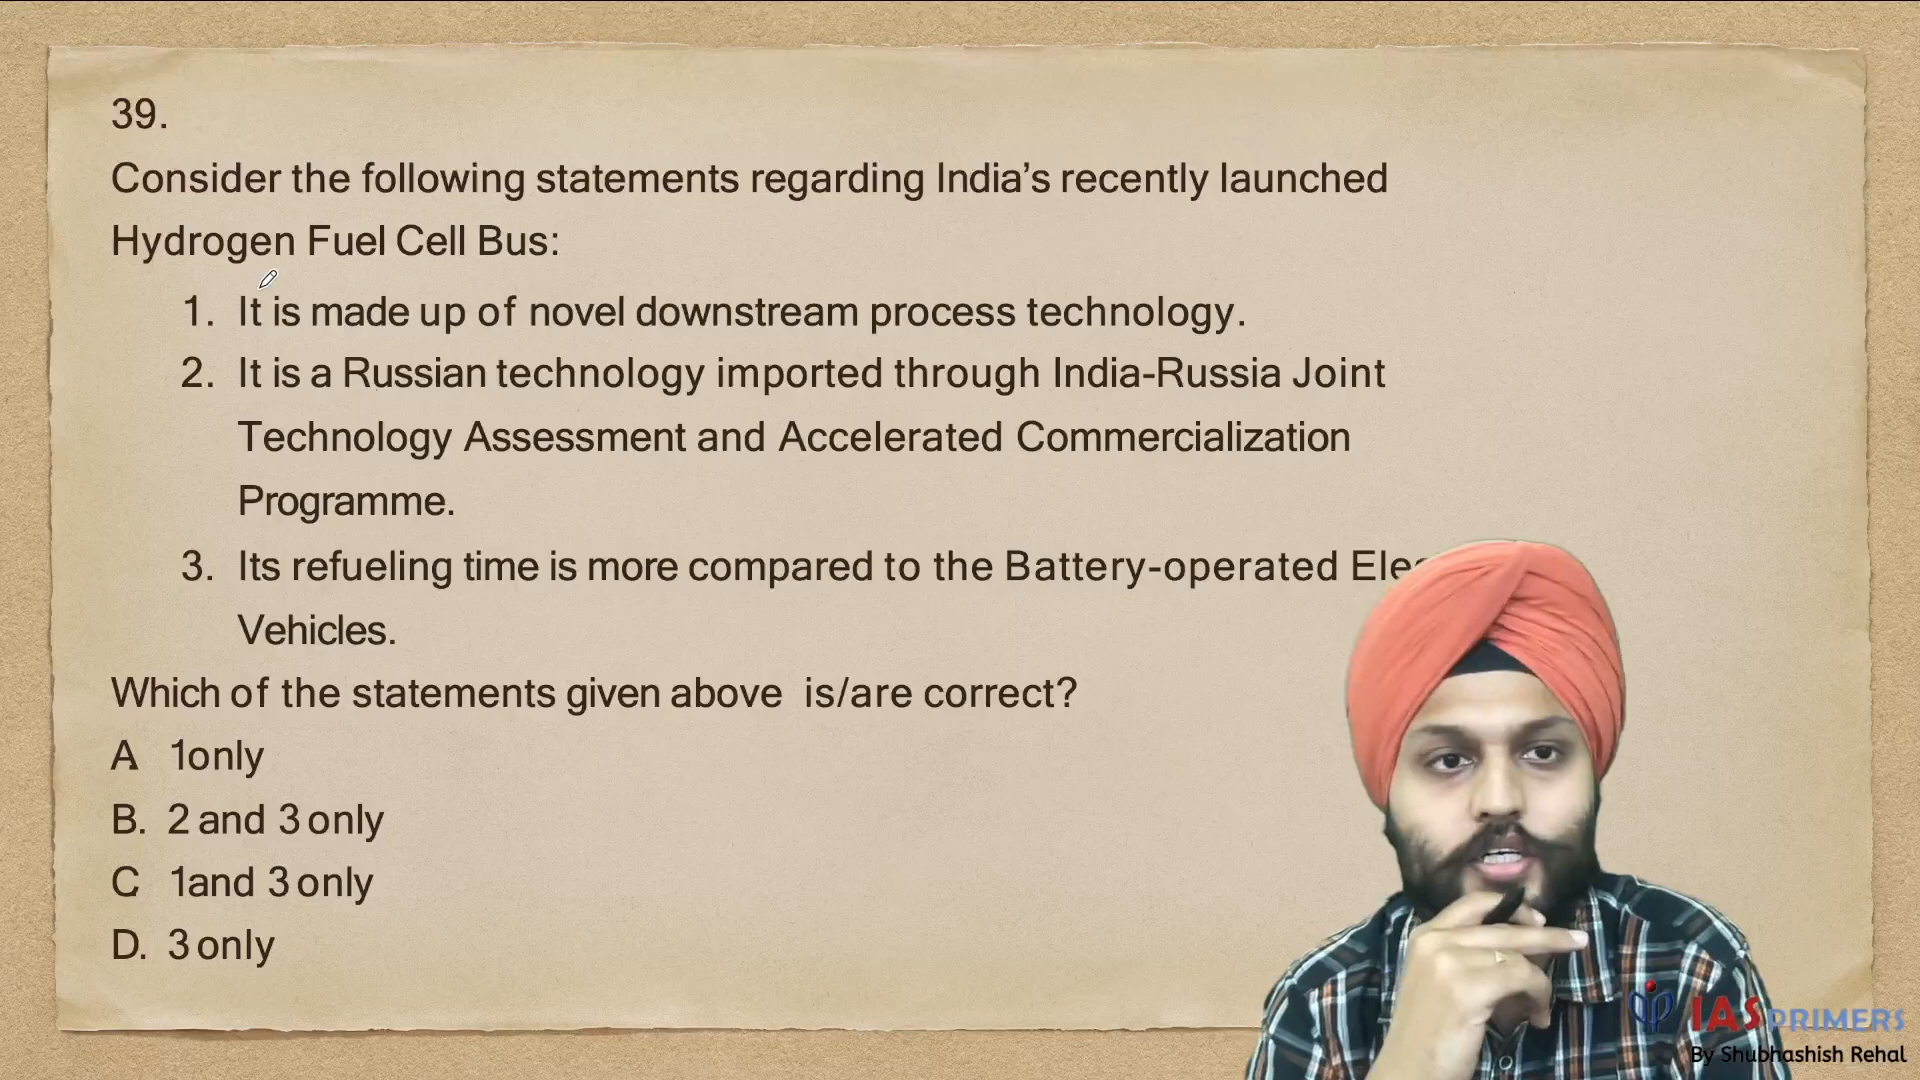 39.
Consider the following statements regarding India's recently launched
Hydrogen Fuel Cell Bus:
1. It is made up of novel downstream process technology.
2. It is a Russian technology imported through India-Russia Joint
Technology Assessment and Accelerated Commercialization
Programme.
3. Its refueling time is more compared to the Battery-operated
Vehicles.
Which of the statements given above is/are correct?
A. 1only
B. 2 and 3 only
C. 1and 3 only
D. 3 only
IAS PRIMERS
By Shubhashish Rehal